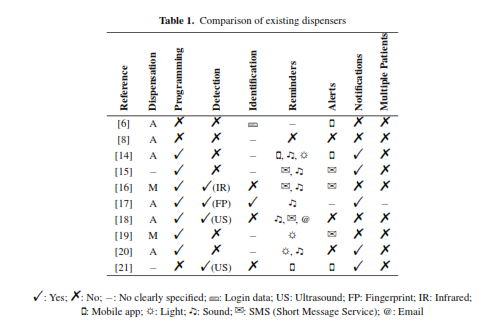 Table 1. Comparison of existing dispensers
Reference Dispensation Programming Detection Identification Reminders Alerts Notifications Multiple Patients
[6] A ✗ ✗ ⌨ – 📱 ✗ ✗
[8] A ✗ ✗ – ✗ ✗ ✗ ✗
[14] A ✓ ✗ – 📱, ♫, ☼ 📱 ✓ ✗
[15] – ✓ ✗ – ✉, ♫ ✉ ✓ ✗
[16] M ✓ ✓(IR) ✗ ✉, ♫ ✉ ✗ ✗
[17] A ✓ ✓(FP) ✓ ♫ – ✓ –
[18] A ✓ ✓(US) ✗ ♫, ✉, @ ✗ ✗ ✗
[19] M ✓ ✗ – ☼ ✉ ✗ ✗
[20] A ✓ ✗ – ☼, ♫ ✗ ✓ ✗
[21] – ✗ ✓(US) ✗ 📱 📱 ✓ ✗
✓: Yes; ✗: No; –: No clearly specified; ⌨: Login data; US: Ultrasound; FP: Fingerprint; IR: Infrared;
📱: Mobile app; ☼: Light; ♫: Sound; ✉: SMS (Short Message Service); @: Email